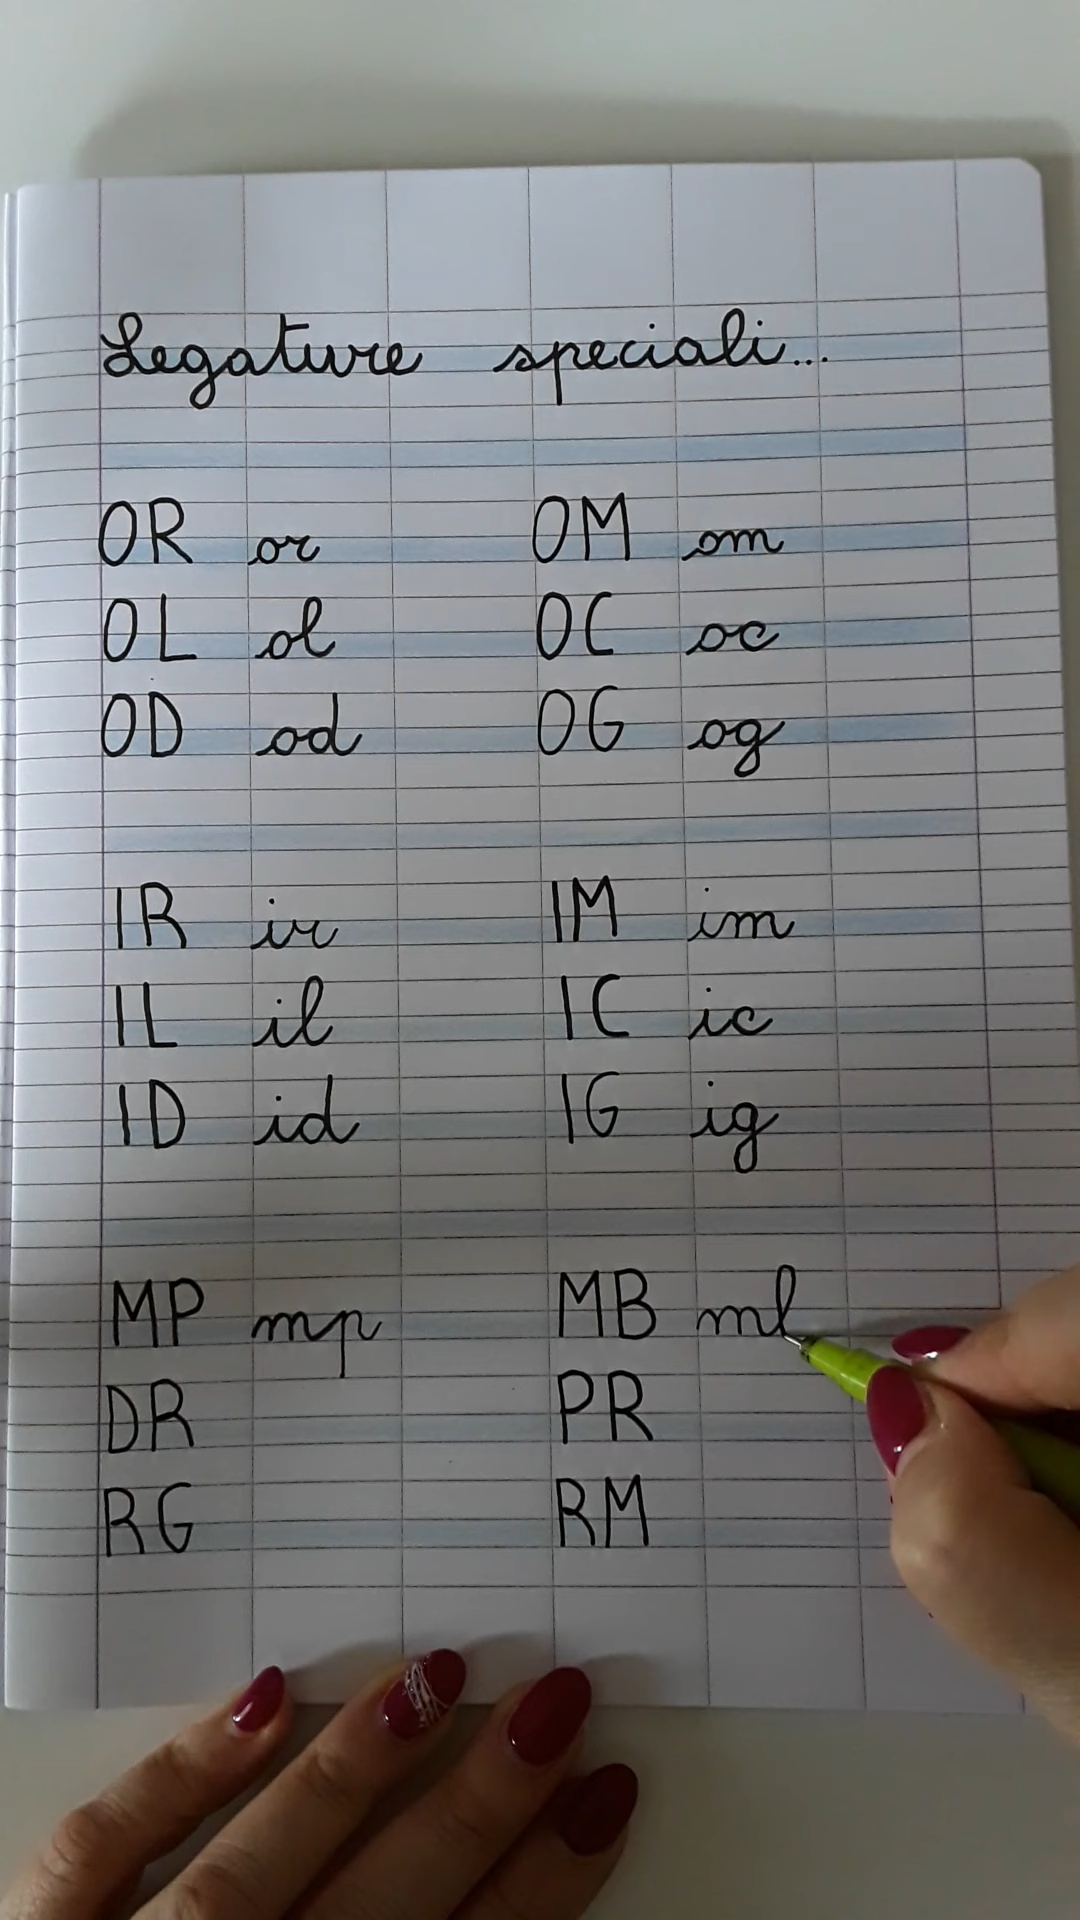 Legature speciali...
OR or OM om
OL ol OC oc
OD od OG og
IR ir IM im
IL il IC ic
ID id IG ig
MP mp MB ml
DR PR
RG RM